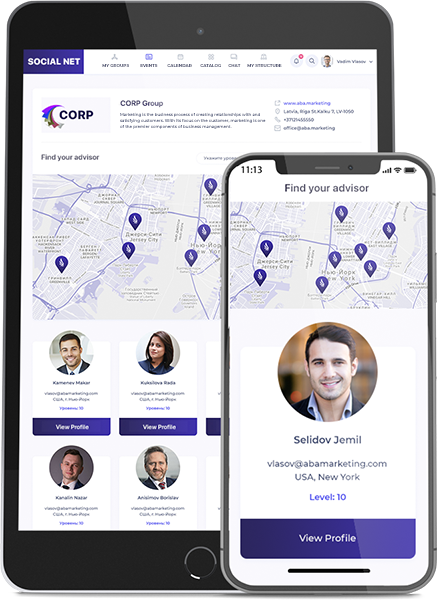 SOCIAL NET
MY GROUPS
EVENTS
CALENDAR
CATALOG
CHAT
MY STRUCTURE
Vadim Vlasov
CORP
CORP Group
Marketing is the business process of creating relationships with and
satisfying customers. With its focus on the customer, marketing is one
of the premier components of business management.
www.aba.marketing
Latvia, Riga St.Kalku 7, LV-1050
+37121455550
office@aba.marketing
Find your advisor
Укажите уровень
Джерси-Сити
Jersey City
Нью-Йорк
Kamenev Makar
vlasov@abamarketing.com
США, г. Нью-Йорк
Уровень: 10
View Profile
Kuksilova Rada
vlasov@abamarketing.com
США, г. Нью-Йорк
Уровень: 10
View Profile
Kanalin Nazar
vlasov@abamarketing.com
США, г. Нью-Йорк
Уровень: 10
Anisimov Borislav
vlasov@abamarketing.com
США, г. Нью-Йорк
Уровень: 10
11:13
Find your advisor
Джерси-Сити
Jersey City
Нью-Йорк
New York
Selidov Jemil
vlasov@abamarketing.com
USA, New York
Level: 10
View Profile